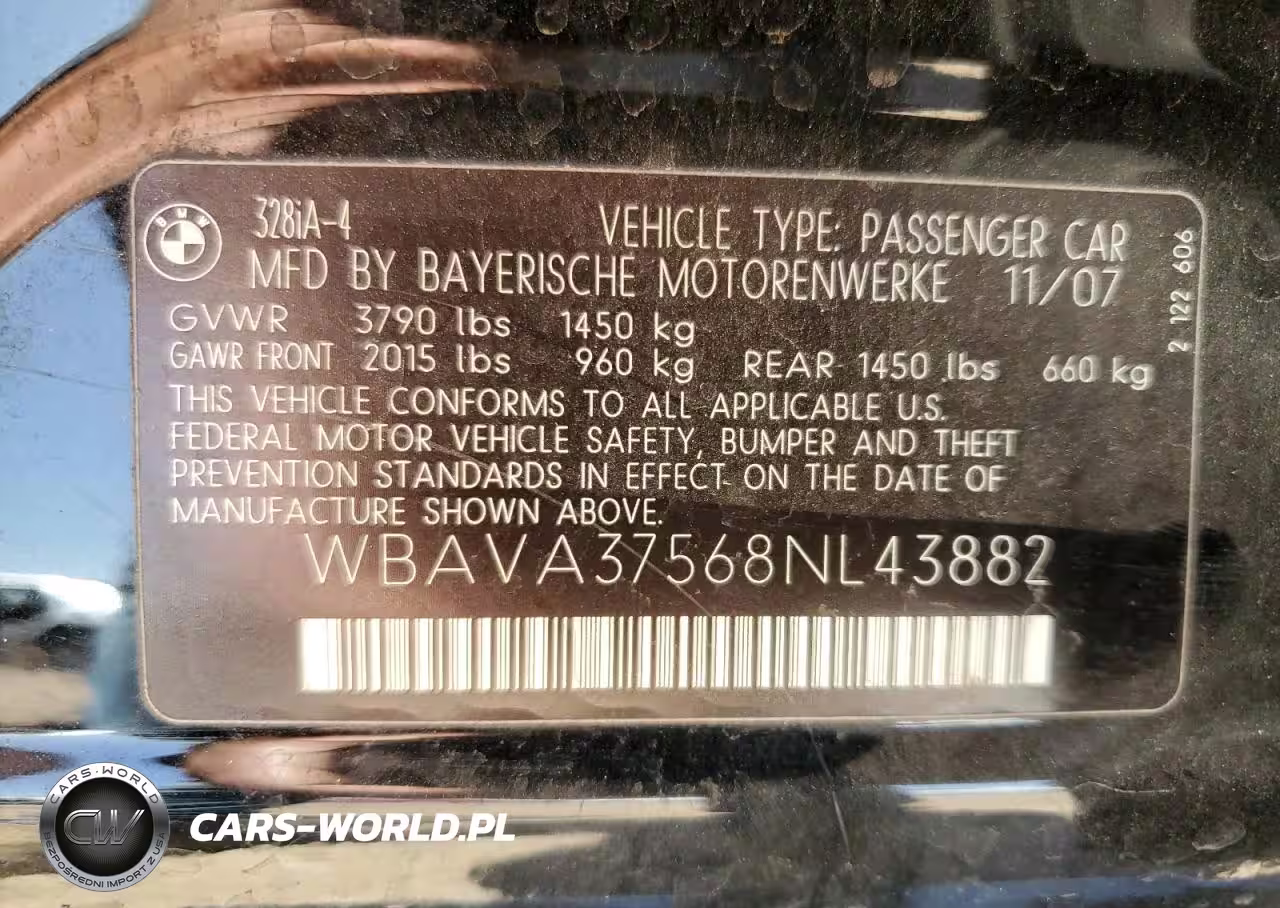 BMW
328iA-4 VEHICLE TYPE: PASSENGER CAR
MFD BY BAYERISCHE MOTORENWERKE 11/07
GVWR 3790 lbs 1450 kg
GAWR FRONT 2015 lbs 960 kg REAR 1450 lbs 660 kg
THIS VEHICLE CONFORMS TO ALL APPLICABLE U.S.
FEDERAL MOTOR VEHICLE SAFETY, BUMPER AND THEFT
PREVENTION STANDARDS IN EFFECT ON THE DATE OF
MANUFACTURE SHOWN ABOVE.
WBAVA37568NL43882
2 122 606
CARS-WORLD
CW
BEZPOŚREDNI IMPORT Z USA
CARS-WORLD.PL